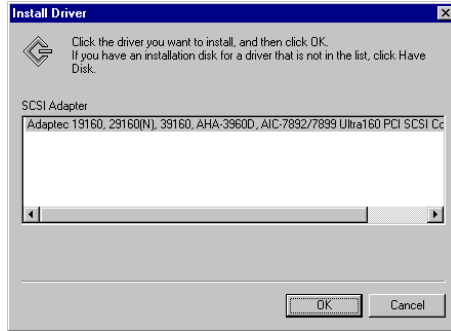 Install Driver
Click the driver you want to install, and then click OK.
If you have an installation disk for a driver that is not in the list, click Have
Disk.
SCSI Adapter
Adaptec 19160, 29160(N), 39160, AHA-3960D, AIC-7892/7899 Ultra160 PCI SCSI Co
OK
Cancel